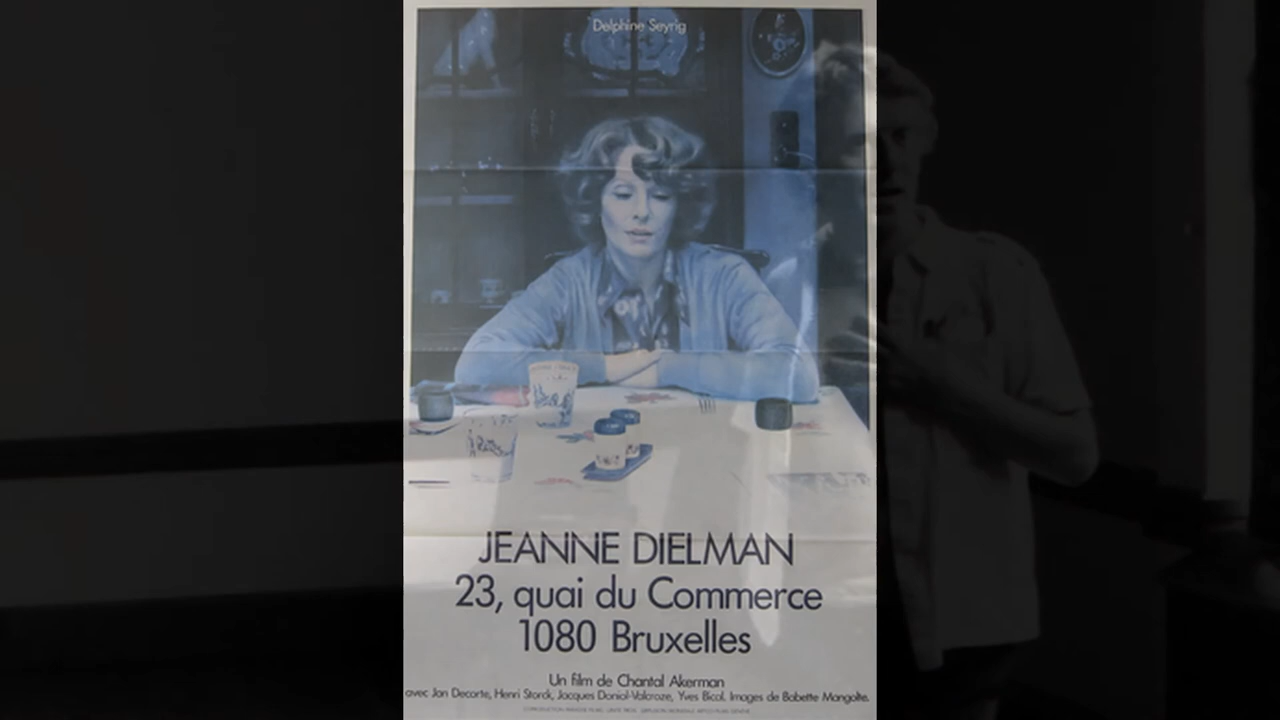 Delphine Seyrig
JEANNE DIELMAN
23, quai du Commerce
1080 Bruxelles
Un film de Chantal Akerman
avec Jan Decorte, Henri Storck, Jacques Doniol-Valcroze, Yves Bical. Images de Babette Mangolte.